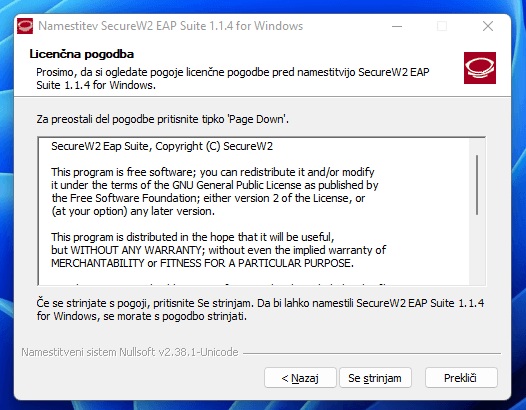 Namestitev SecureW2 EAP Suite 1.1.4 for Windows
Licenčna pogodba
Prosimo, da si ogledate pogoje licenčne pogodbe pred namestitvijo SecureW2 EAP
Suite 1.1.4 for Windows.
Za preostali del pogodbe pritisnite tipko 'Page Down'.
SecureW2 Eap Suite, Copyright (C) SecureW2
This program is free software; you can redistribute it and/or modify
it under the terms of the GNU General Public License as published by
the Free Software Foundation; either version 2 of the License, or
(at your option) any later version.
This program is distributed in the hope that it will be useful,
but WITHOUT ANY WARRANTY; without even the implied warranty of
MERCHANTABILITY or FITNESS FOR A PARTICULAR PURPOSE.
Če se strinjate s pogoji, pritisnite Se strinjam. Da bi lahko namestili SecureW2 EAP Suite 1.1.4
for Windows, se morate s pogodbo strinjati.
Namestitveni sistem Nullsoft v2.38.1-Unicode
< Nazaj
Se strinjam
Prekliči